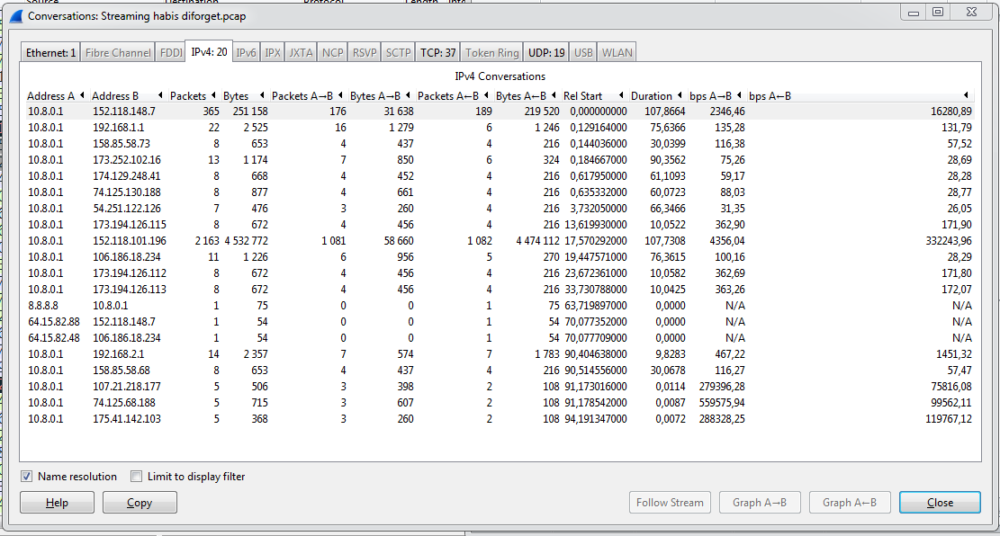 Conversations: Streaming habis diforget.pcap
Ethernet: 1 Fibre Channel FDDI IPv4: 20 IPv6 IPX JXTA NCP RSVP SCTP TCP: 37 Token Ring UDP: 19 USB WLAN
IPv4 Conversations
Address A Address B Packets Bytes Packets A→B Bytes A→B Packets A←B Bytes A←B Rel Start Duration bps A→B bps A←B
10.8.0.1 152.118.148.7 365 251 158 176 31 638 189 219 520 0,000000000 107,8664 2346,46 16280,89
10.8.0.1 192.168.1.1 22 2 525 16 1 279 6 1 246 0,129164000 75,6366 135,28 131,79
10.8.0.1 158.85.58.73 8 653 4 437 4 216 0,144036000 30,0399 116,38 57,52
10.8.0.1 173.252.102.16 13 1 174 7 850 6 324 0,184667000 90,3562 75,26 28,69
10.8.0.1 174.129.248.41 8 668 4 452 4 216 0,617950000 61,1093 59,17 28,28
10.8.0.1 74.125.130.188 8 877 4 661 4 216 0,635332000 60,0723 88,03 28,77
10.8.0.1 54.251.122.126 7 476 3 260 4 216 3,732050000 66,3466 31,35 26,05
10.8.0.1 173.194.126.115 8 672 4 456 4 216 13,619930000 10,0522 362,90 171,90
10.8.0.1 152.118.101.196 2 163 4 532 772 1 081 58 660 1 082 4 474 112 17,570292000 107,7308 4356,04 332243,96
10.8.0.1 106.186.18.234 11 1 226 6 956 5 270 19,447571000 76,3615 100,16 28,29
10.8.0.1 173.194.126.112 8 672 4 456 4 216 23,672361000 10,0582 362,69 171,80
10.8.0.1 173.194.126.113 8 672 4 456 4 216 33,730788000 10,0425 363,26 172,07
8.8.8.8 10.8.0.1 1 75 0 0 1 75 63,719897000 0,0000 N/A N/A
64.15.82.88 152.118.148.7 1 54 0 0 1 54 70,077352000 0,0000 N/A N/A
64.15.82.48 106.186.18.234 1 54 0 0 1 54 70,077709000 0,0000 N/A N/A
10.8.0.1 192.168.2.1 14 2 357 7 574 7 1 783 90,404638000 9,8283 467,22 1451,32
10.8.0.1 158.85.58.68 8 653 4 437 4 216 90,514556000 30,0678 116,27 57,47
10.8.0.1 107.21.218.177 5 506 3 398 2 108 91,173016000 0,0114 279396,28 75816,08
10.8.0.1 74.125.68.188 5 715 3 607 2 108 91,178542000 0,0087 559575,94 99562,11
10.8.0.1 175.41.142.103 5 368 3 260 2 108 94,191347000 0,0072 288328,25 119767,12
Name resolution Limit to display filter
Help Copy Follow Stream Graph A→B Graph A←B Close